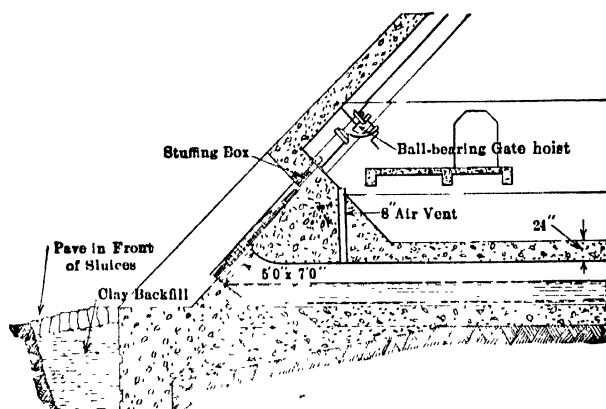 Stuffing Box
Ball-bearing Gate hoist
8" Air Vent
24"
Pave in Front
of Sluices
5'0 x 7'0"
Clay Backfill